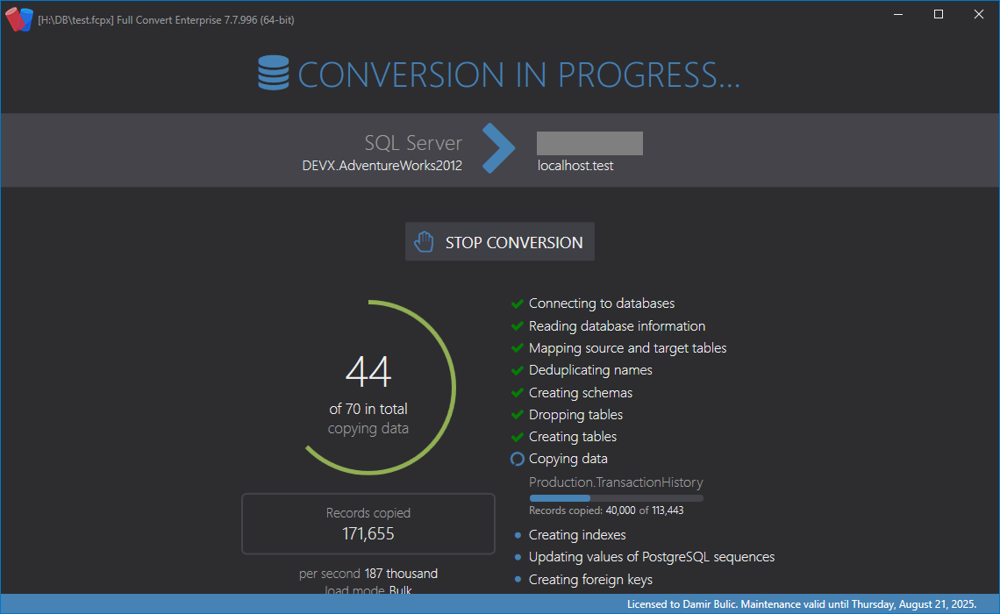 [H:\DB\test.fcpx] Full Convert Enterprise 7.7.996 (64-bit)
CONVERSION IN PROGRESS...
SQL Server
DEVX.AdventureWorks2012
localhost.test
STOP CONVERSION
44
of 70 in total
copying data
Records copied
171,655
per second 187 thousand
load mode Bulk
Connecting to databases
Reading database information
Mapping source and target tables
Deduplicating names
Creating schemas
Dropping tables
Creating tables
Copying data
Production.TransactionHistory
Records copied: 40,000 of 113,443
Creating indexes
Updating values of PostgreSQL sequences
Creating foreign keys
Licensed to Damir Bulic. Maintenance valid until Thursday, August 21, 2025.